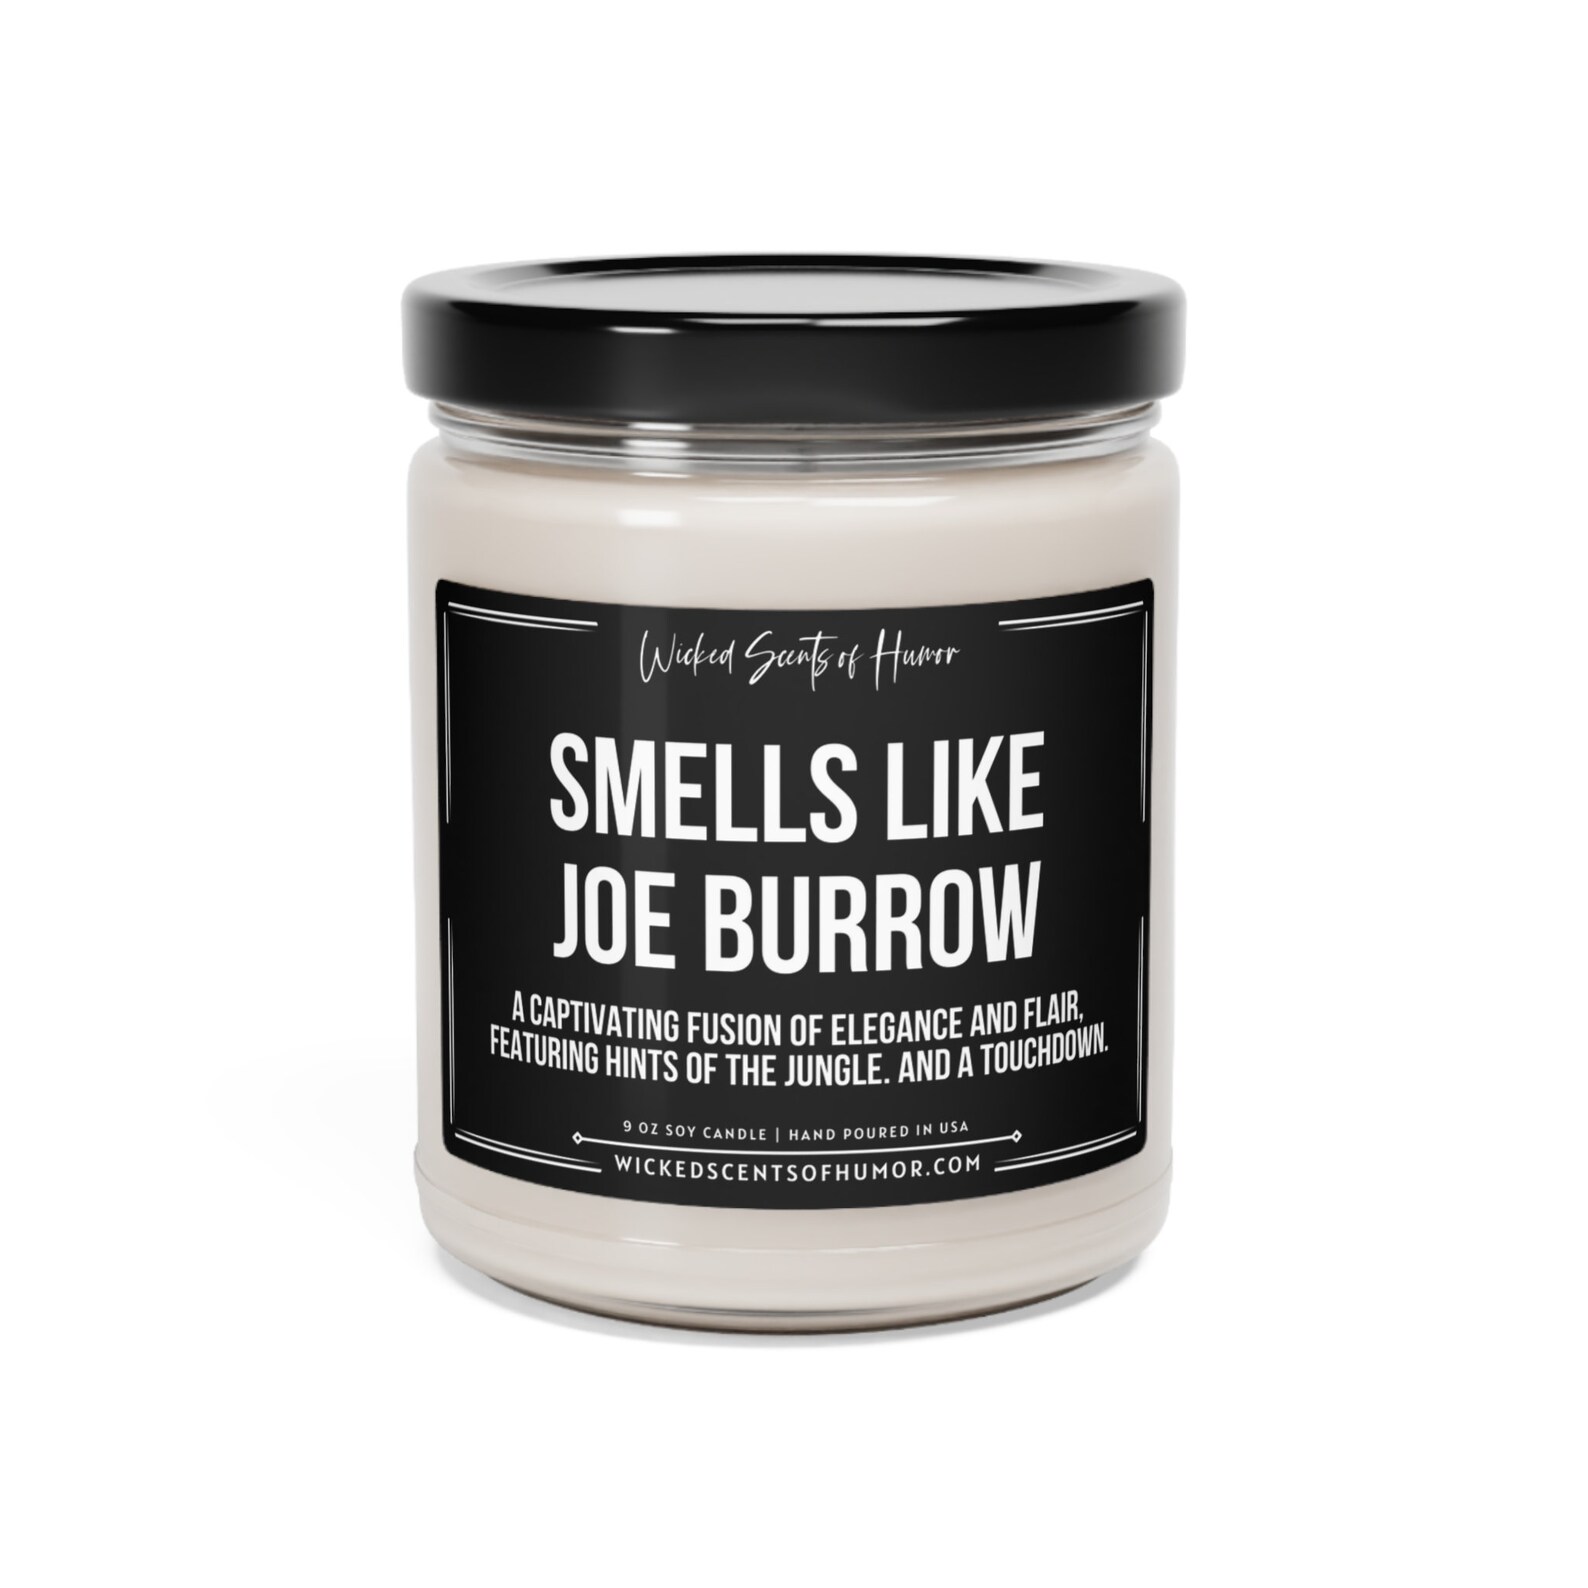 Wicked Scents of Humor
SMELLS LIKE
JOE BURROW
A CAPTIVATING FUSION OF ELEGANCE AND FLAIR,
FEATURING HINTS OF THE JUNGLE. AND A TOUCHDOWN.
9 OZ SOY CANDLE | HAND POURED IN USA
WICKEDSCENTSOFHUMOR.COM